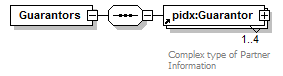 Guarantors
pidx:Guarantor
1..4
Complex type of Partner
Information